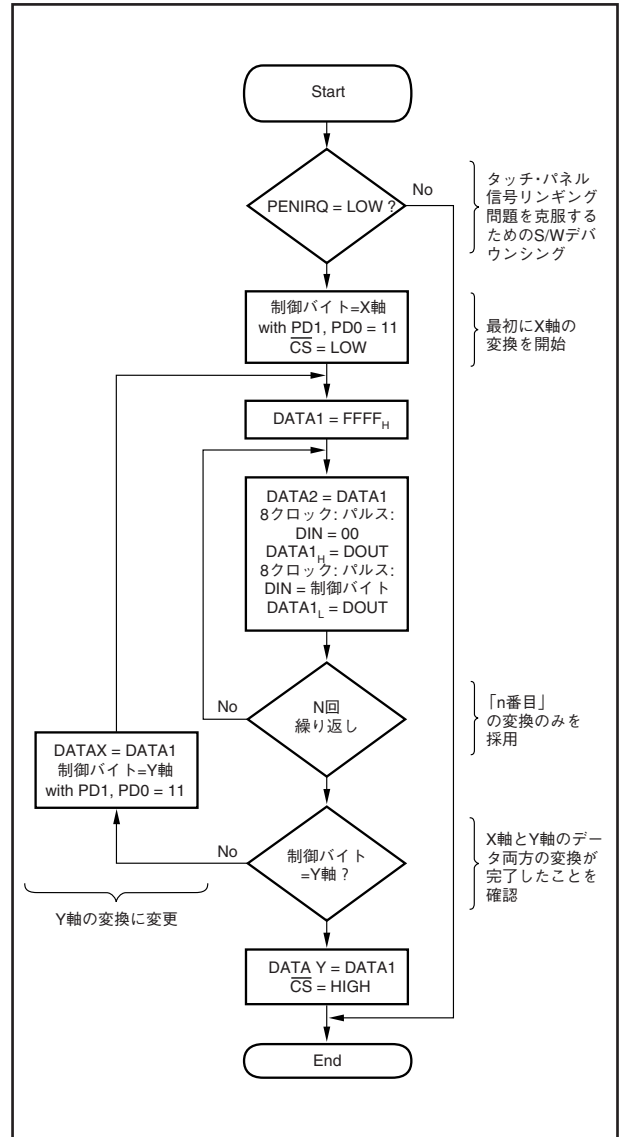 Start
PENIRQ = LOW ?
No
タッチ・パネル
信号リンギング
問題を克服する
ためのS/Wデバ
ウンシング
制御バイト=X軸
with PD1, PD0 = 11
CS = LOW
最初にX軸の
変換を開始
DATA1 = FFFFH
DATA2 = DATA1
8クロック: パルス:
DIN = 00
DATA1H = DOUT
8クロック: パルス:
DIN = 制御バイト
DATA1L = DOUT
No
N回
繰り返し
「n番目」
の変換のみを
採用
DATAX = DATA1
制御バイト=Y軸
with PD1, PD0 = 11
No
制御バイト
=Y軸 ?
X軸とY軸のデー
タ両方の変換が
完了したことを
確認
Y軸の変換に変更
DATA Y = DATA1
CS = HIGH
End